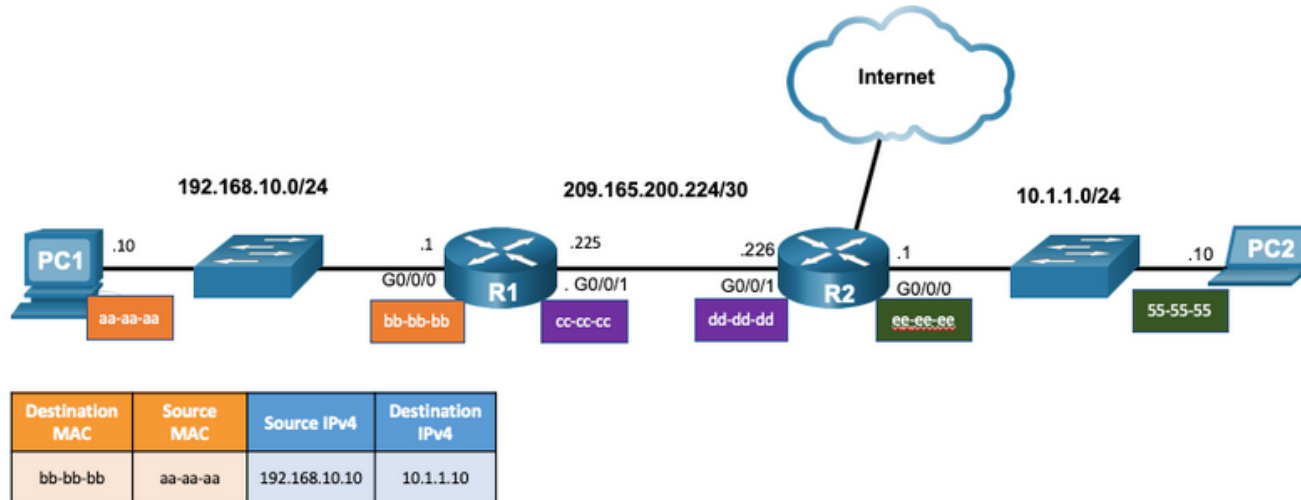 Internet
192.168.10.0/24
209.165.200.224/30
10.1.1.0/24
PC1
.10
.1
G0/0/0
R1
.225
. G0/0/1
.226
G0/0/1
R2
.1
G0/0/0
.10
PC2
aa-aa-aa
bb-bb-bb
cc-cc-cc
dd-dd-dd
ee-ee-ee
55-55-55
Destination MAC
Source MAC
Source IPv4
Destination IPv4
bb-bb-bb
aa-aa-aa
192.168.10.10
10.1.1.10